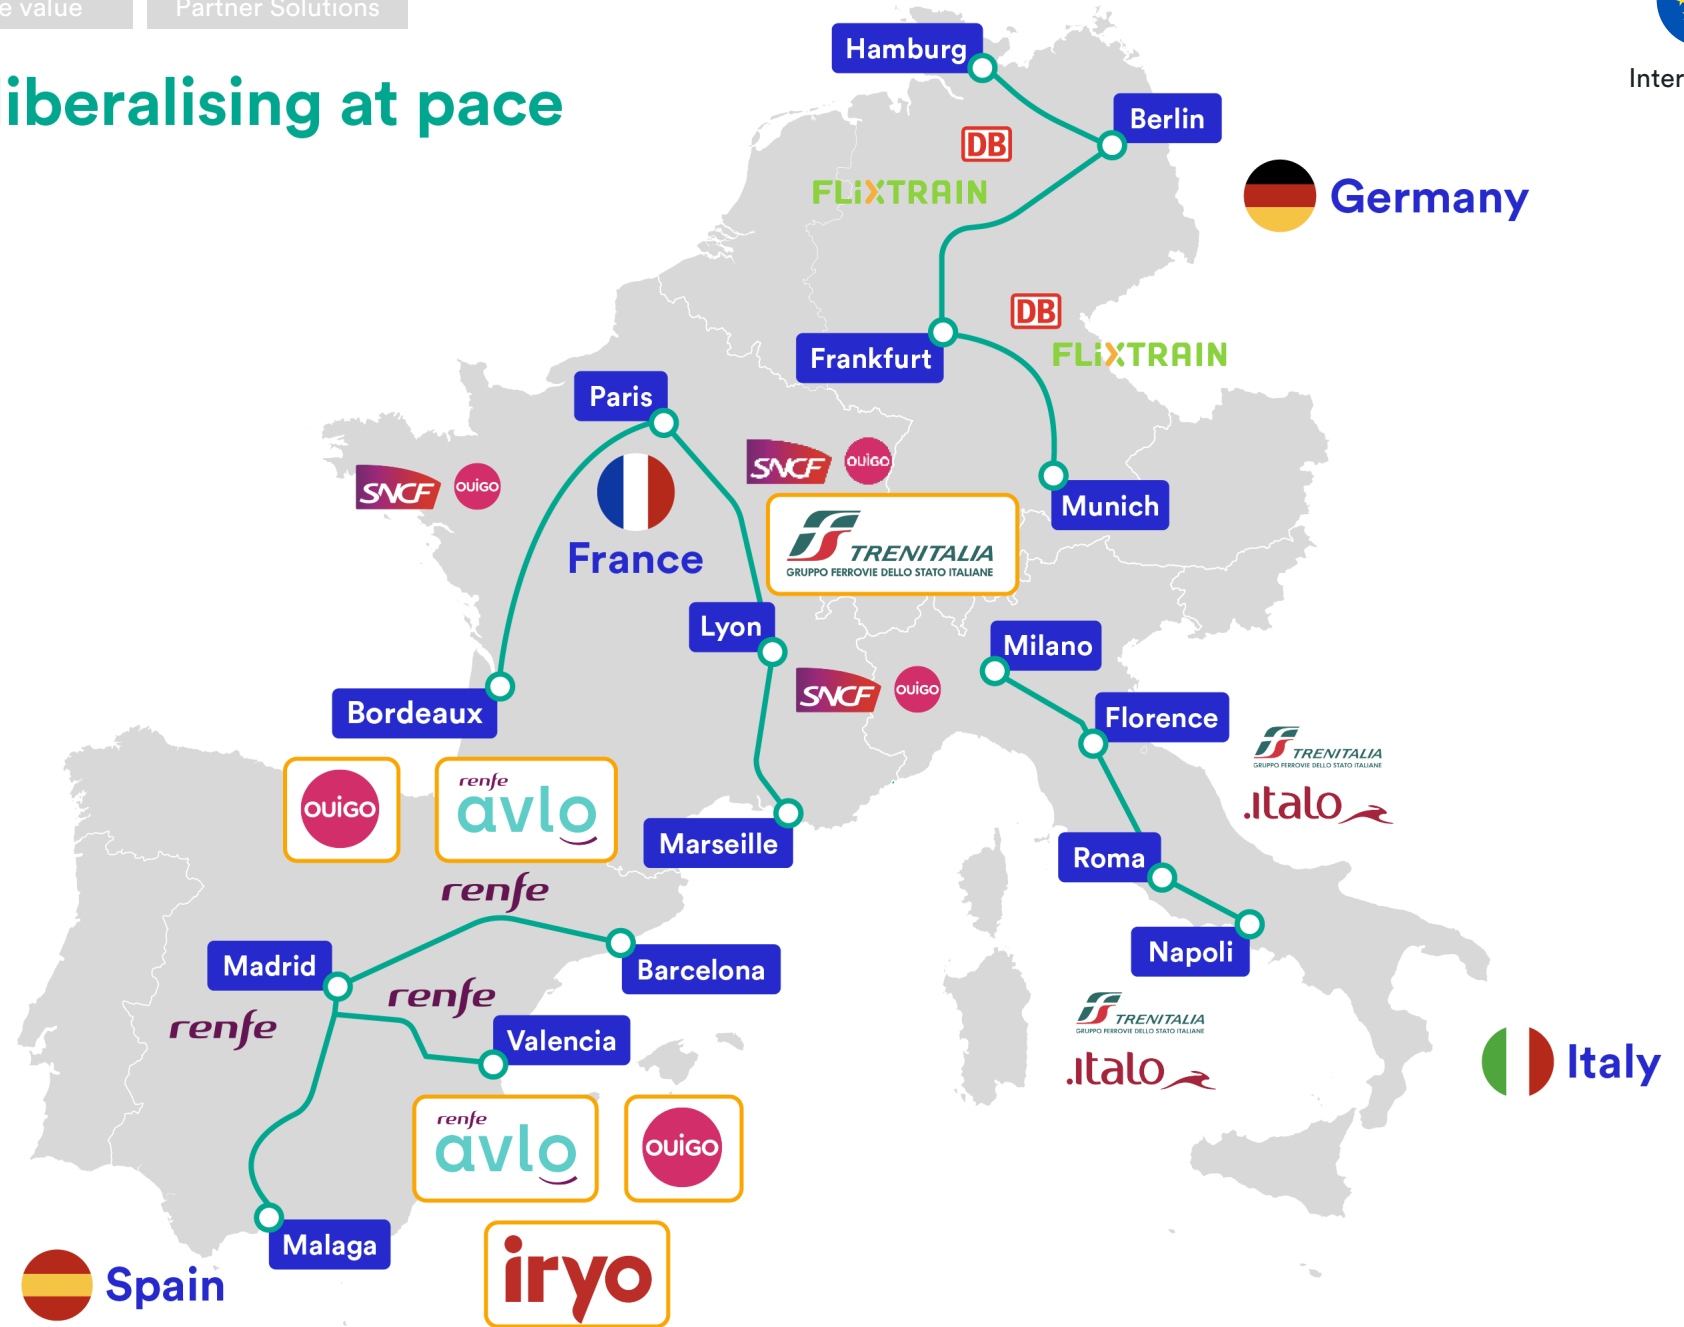 e value
Partner Solutions
liberalising at pace
Inter
Hamburg
Berlin
DB
FLiXTRAIN
Germany
DB
FLiXTRAIN
Frankfurt
Paris
SNCF
OUiGO
SNCF
OUiGO
Munich
TRENITALIA
GRUPPO FERROVIE DELLO STATO ITALIANE
France
Lyon
Milano
SNCF
OUiGO
Bordeaux
Florence
TRENITALIA
GRUPPO FERROVIE DELLO STATO ITALIANE
.italo
OUiGO
renfe
avlo
Marseille
Roma
renfe
Madrid
Barcelona
Napoli
renfe
renfe
Valencia
TRENITALIA
GRUPPO FERROVIE DELLO STATO ITALIANE
.italo
Italy
renfe
avlo
OUiGO
Malaga
iryo
Spain